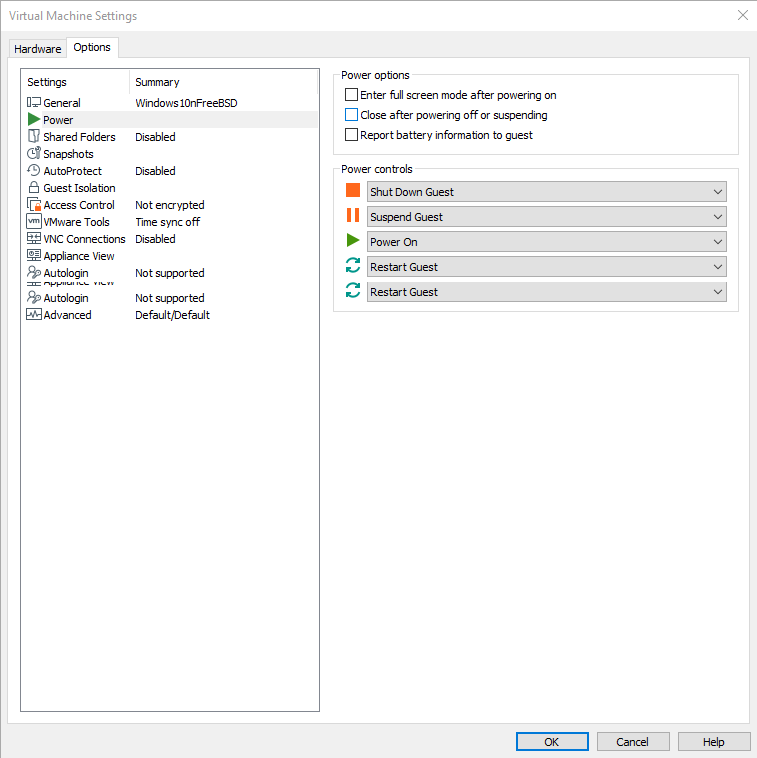 Virtual Machine Settings
Hardware Options
Settings Summary
General Windows10nFreeBSD
Power
Shared Folders Disabled
Snapshots
AutoProtect Disabled
Guest Isolation
Access Control Not encrypted
vm VMware Tools Time sync off
VNC Connections Disabled
Appliance View
Autologin Not supported
Appliance View
Autologin Not supported
Advanced Default/Default
Power options
Enter full screen mode after powering on
Close after powering off or suspending
Report battery information to guest
Power controls
Shut Down Guest
Suspend Guest
Power On
Restart Guest
Restart Guest
OK Cancel Help